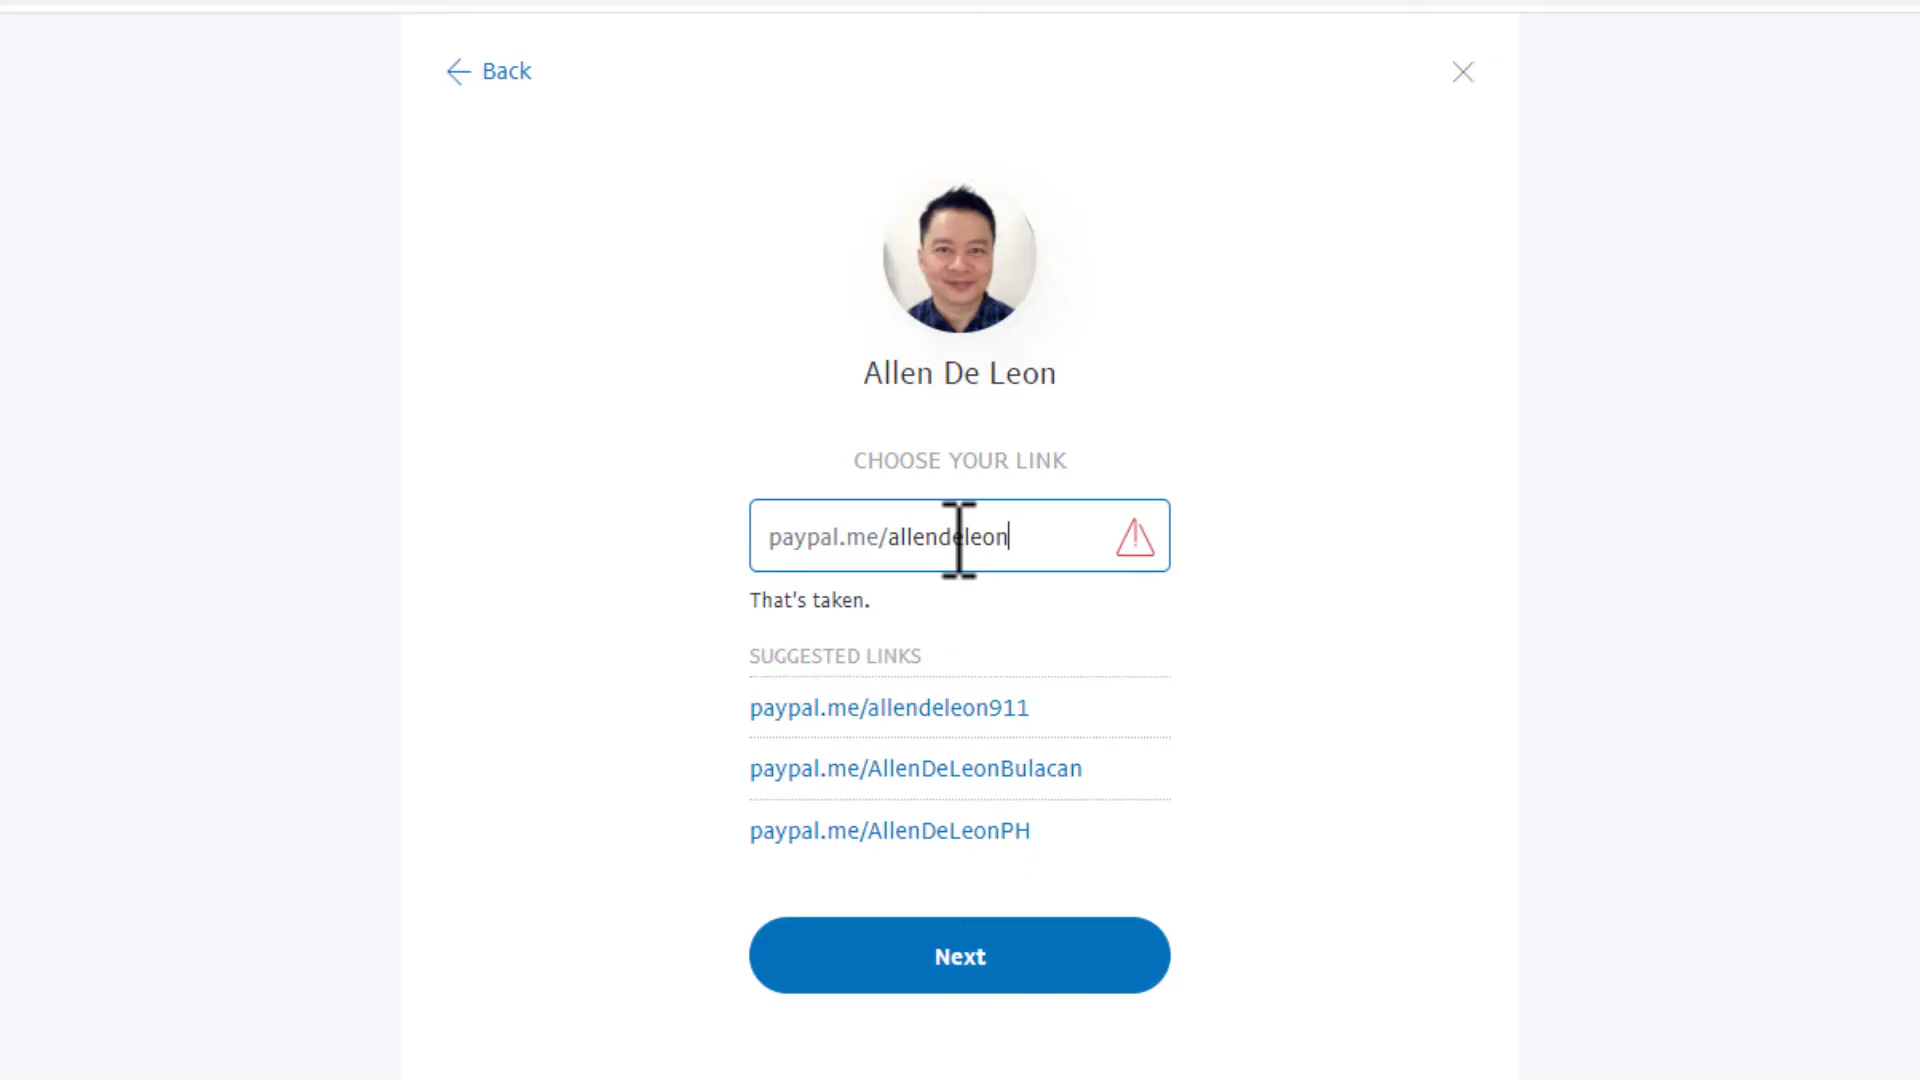 Back
Allen De Leon
CHOOSE YOUR LINK
paypal.me/allendeleon
That's taken.
SUGGESTED LINKS
paypal.me/allendeleon911
paypal.me/AllenDeLeonBulacan
paypal.me/AllenDeLeonPH
Next